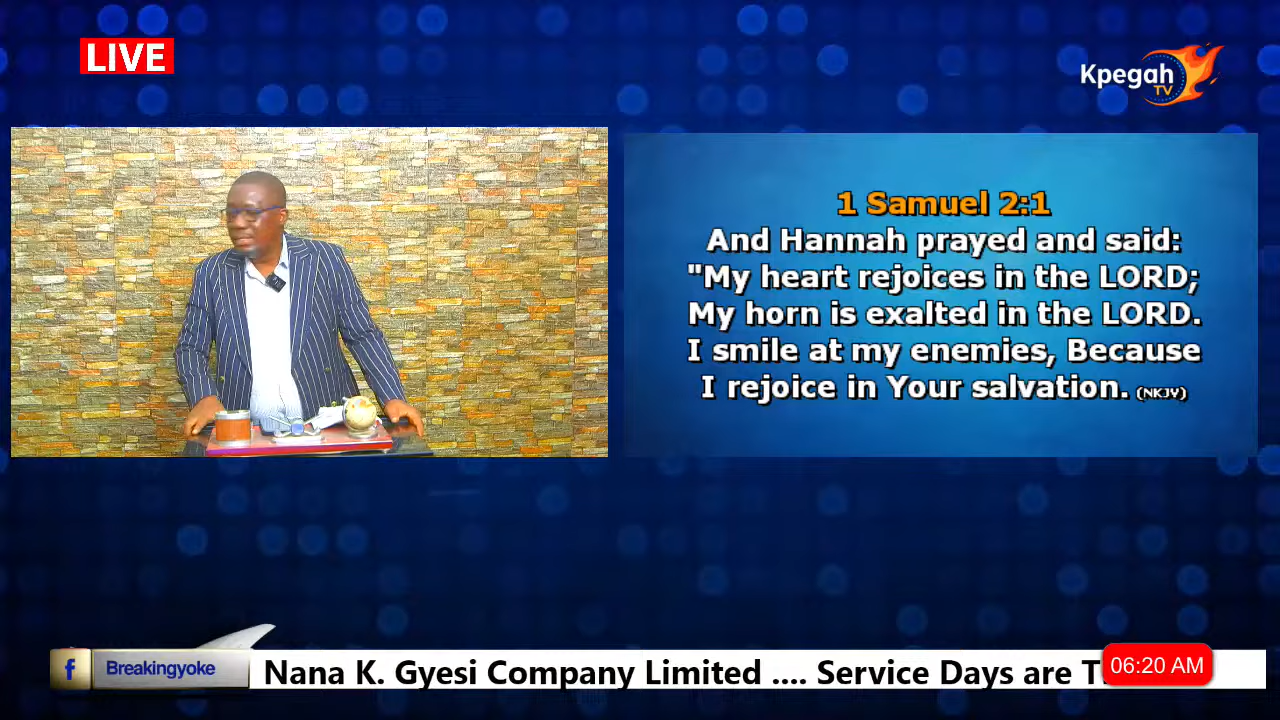 LIVE
Kpegah
TV
1 Samuel 2:1
And Hannah prayed and said:
"My heart rejoices in the LORD;
My horn is exalted in the LORD.
I smile at my enemies, Because
I rejoice in Your salvation. (NKJV)
f Breakingyoke
Nana K. Gyesi Company Limited .... Service Days are T
06:20 AM